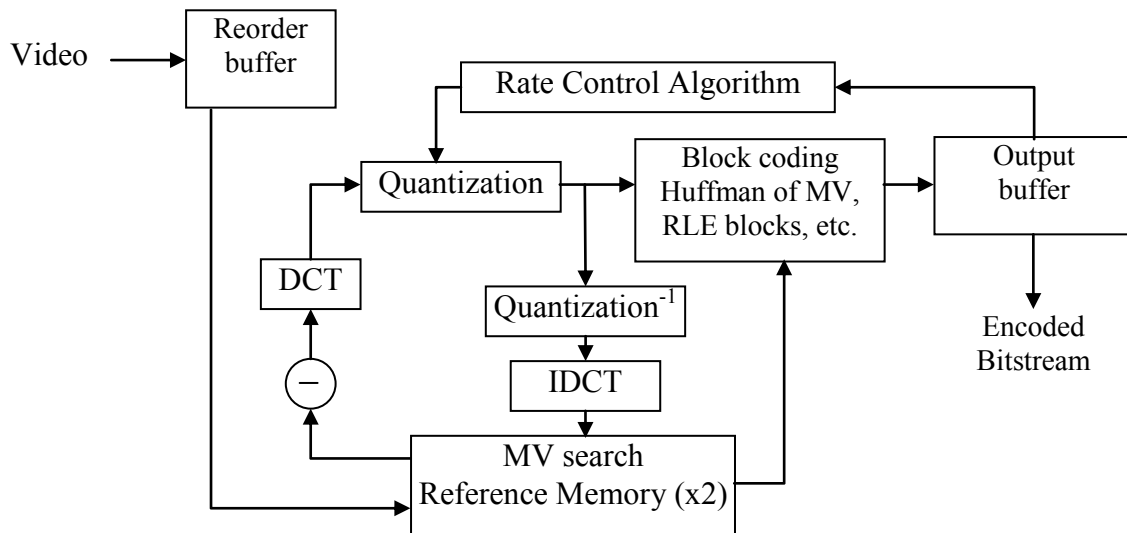 Video
Reorder
buffer
Rate Control Algorithm
Quantization
Block coding
Huffman of MV,
RLE blocks, etc.
Output
buffer
DCT
Quantization⁻¹
Encoded
Bitstream
−
IDCT
MV search
Reference Memory (x2)